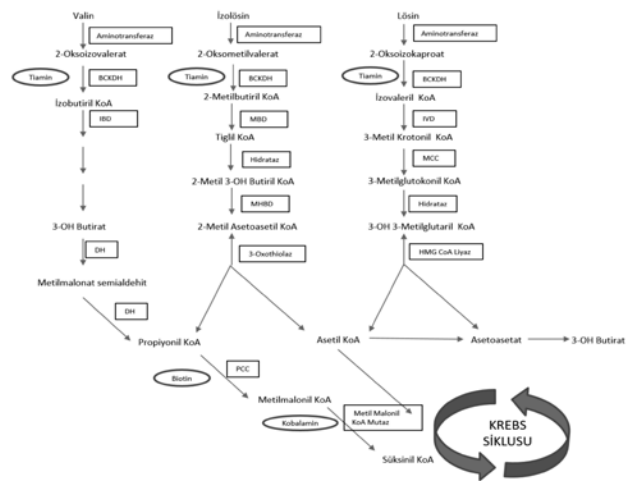 Valin
İzolösin
Lösin
Aminotransferaz
Aminotransferaz
Aminotransferaz
2-Oksoizovalerat
2-Oksometilvalerat
2-Oksoizokaproat
Tiamin
BCKDH
Tiamin
BCKDH
Tiamin
BCKDH
İzobutiril KoA
2-Metilbutiril KoA
İzovaleril KoA
IBD
MBD
IVD
Tiglil KoA
3-Metil Krotonil KoA
Hidrataz
MCC
2-Metil 3-OH Butiril KoA
3-Metilglutokonil KoA
MHBD
Hidrataz
3-OH Butirat
2-Metil Asetoasetil KoA
3-OH 3-Metilglutaril KoA
DH
3-Oxothiolaz
HMG CoA Liyaz
Metilmalonat semialdehit
DH
Propiyonil KoA
Asetil KoA
Asetoasetat
3-OH Butirat
Biotin
PCC
Metilmalonil KoA
Kobalamin
Metil Malonil
KoA Mutaz
KREBS
SİKLUSU
Süksinil KoA